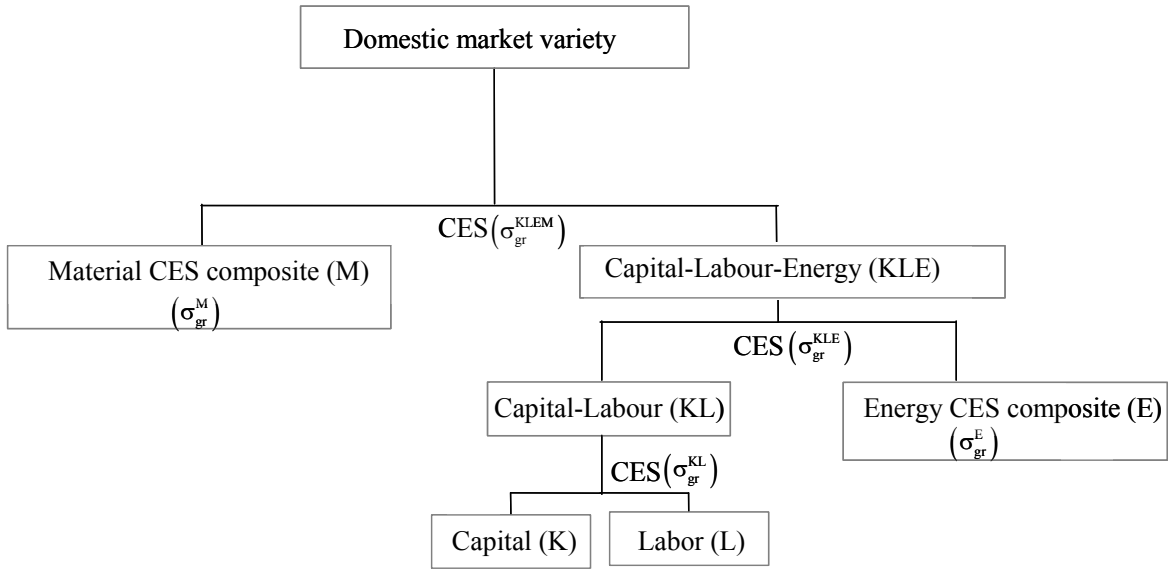 Domestic market variety
CES(σ_gr^KLEM)
Material CES composite (M)
(σ_gr^M)
Capital-Labour-Energy (KLE)
CES(σ_gr^KLE)
Capital-Labour (KL)
Energy CES composite (E)
(σ_gr^E)
CES(σ_gr^KL)
Capital (K)
Labor (L)